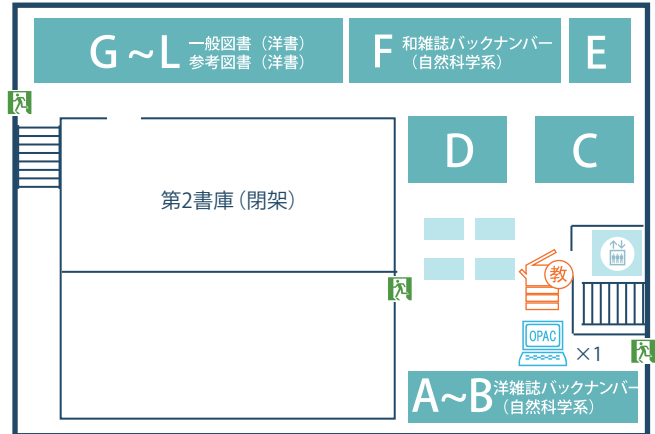 G~L 一般図書（洋書）
参考図書（洋書）
F 和雑誌バックナンバー
（自然科学系）
E
D
C
第2書庫（閉架）
教
OPAC
×1
A~B 洋雑誌バックナンバー
（自然科学系）